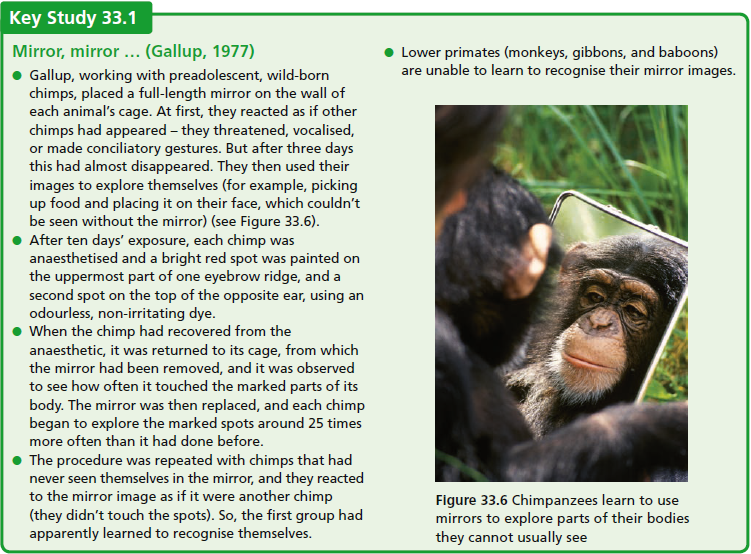 Key Study 33.1
Mirror, mirror … (Gallup, 1977)
● Gallup, working with preadolescent, wild-born
chimps, placed a full-length mirror on the wall of
each animal's cage. At first, they reacted as if other
chimps had appeared – they threatened, vocalised,
or made conciliatory gestures. But after three days
this had almost disappeared. They then used their
images to explore themselves (for example, picking
up food and placing it on their face, which couldn't
be seen without the mirror) (see Figure 33.6).
● After ten days' exposure, each chimp was
anaesthetised and a bright red spot was painted on
the uppermost part of one eyebrow ridge, and a
second spot on the top of the opposite ear, using an
odourless, non-irritating dye.
● When the chimp had recovered from the
anaesthetic, it was returned to its cage, from which
the mirror had been removed, and it was observed
to see how often it touched the marked parts of its
body. The mirror was then replaced, and each chimp
began to explore the marked spots around 25 times
more often than it had done before.
● The procedure was repeated with chimps that had
never seen themselves in the mirror, and they reacted
to the mirror image as if it were another chimp
(they didn't touch the spots). So, the first group had
apparently learned to recognise themselves.
● Lower primates (monkeys, gibbons, and baboons)
are unable to learn to recognise their mirror images.
Figure 33.6 Chimpanzees learn to use
mirrors to explore parts of their bodies
they cannot usually see